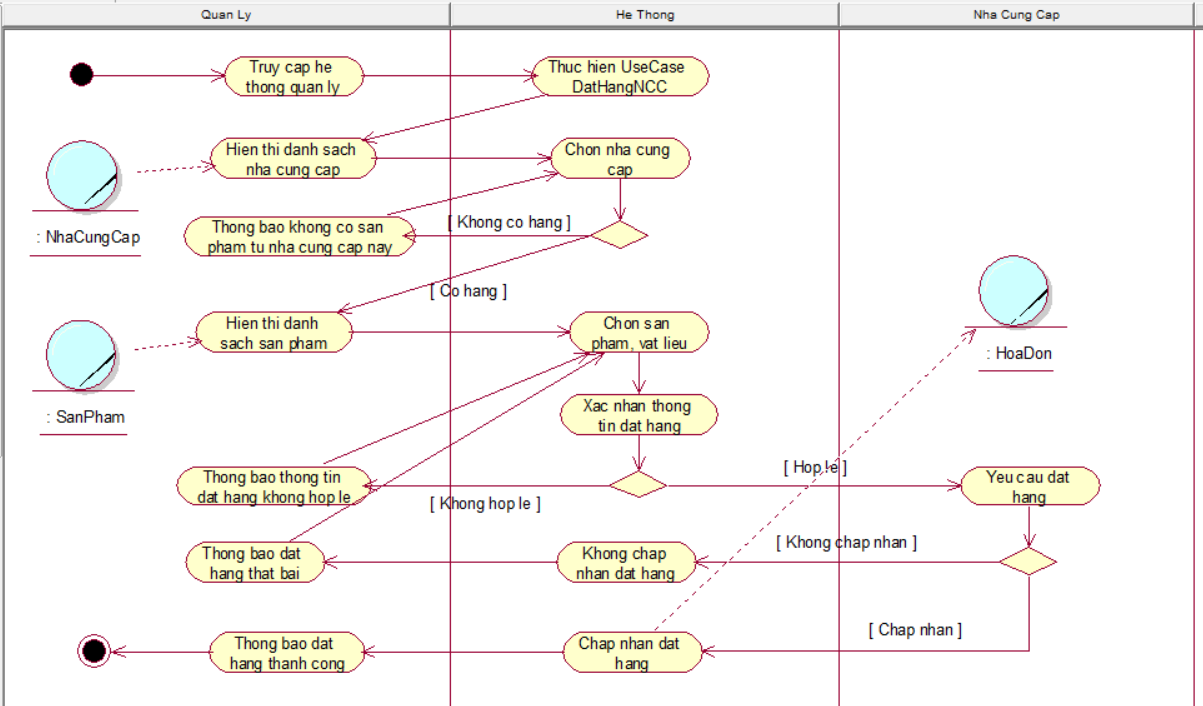 Quan Ly
He Thong
Nha Cung Cap
Truy cap he
thong quan ly
Thuc hien UseCase
DatHangNCC
Hien thi danh sach
nha cung cap
Chon nha cung
cap
: NhaCungCap
Thong bao khong co san
pham tu nha cung cap nay
[ Khong co hang ]
[ Co hang ]
Hien thi danh
sach san pham
Chon san
pham, vat lieu
: HoaDon
: SanPham
Xac nhan thong
tin dat hang
Thong bao thong tin
dat hang khong hop le
[ Khong hop le ]
[ Hop le ]
Yeu cau dat
hang
Thong bao dat
hang that bai
Khong chap
nhan dat hang
[ Khong chap nhan ]
[ Chap nhan ]
Thong bao dat
hang thanh cong
Chap nhan dat
hang